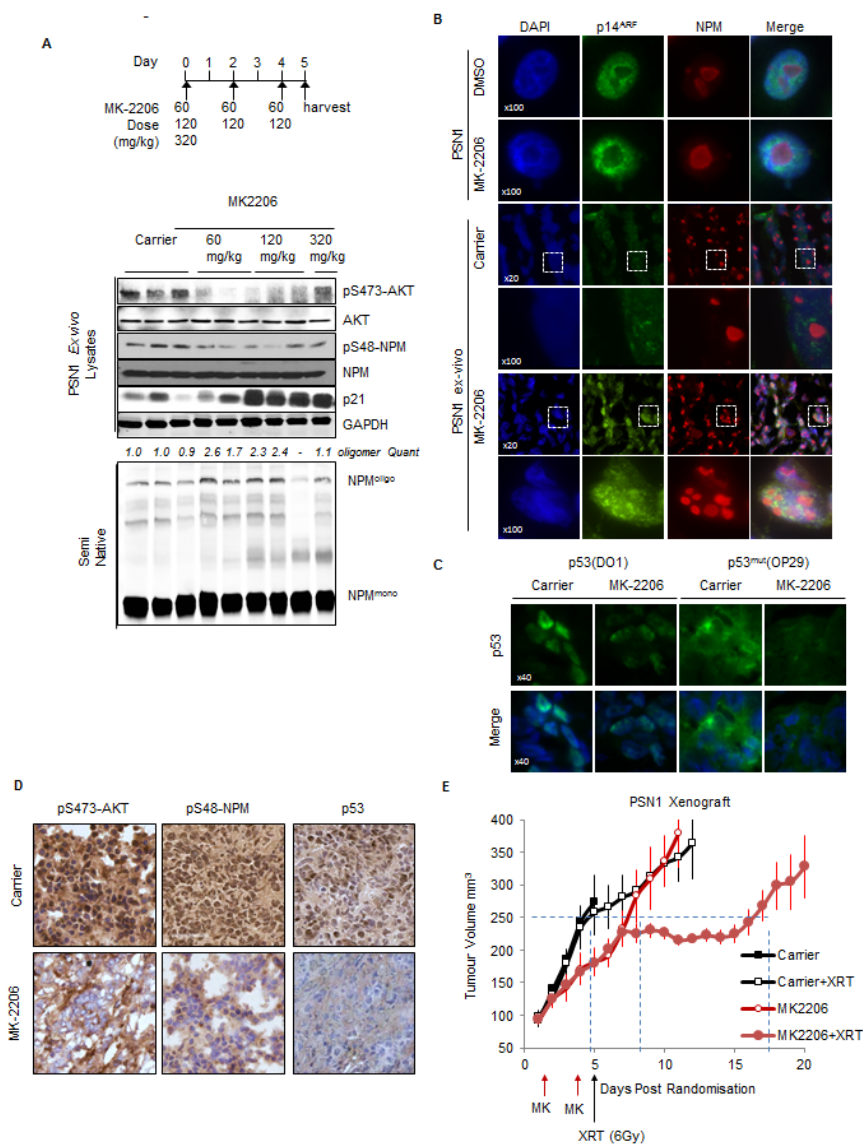 A
Day 0 1 2 3 4 5
MK-2206 60 60 60 harvest
Dose 120 120 120
(mg/kg) 320
MK2206
Carrier 60 mg/kg 120 mg/kg 320 mg/kg
PSN1 Ex vivo Lysates
pS473-AKT
AKT
pS48-NPM
NPM
p21
GAPDH
1.0 1.0 0.9 2.6 1.7 2.3 2.4 - 1.1 oligomer Quant
Semi Native
NPMoligo
NPMmono
B
DAPI p14ARF NPM Merge
PSN1
DMSO
x100
MK-2206
x100
PSN1 ex-vivo
Carrier
x20
x100
MK-2206
x20
x100
C
p53(DO1) p53mut(OP29)
Carrier MK-2206 Carrier MK-2206
p53
x40
Merge
x40
D
pS473-AKT pS48-NPM p53
Carrier
MK-2206
E
PSN1 Xenograft
Tumour Volume mm3
400
350
300
250
200
150
100
50
0 5 10 15 20
Carrier
Carrier+XRT
MK2206
MK2206+XRT
Days Post Randomisation
MK MK
XRT (6Gy)